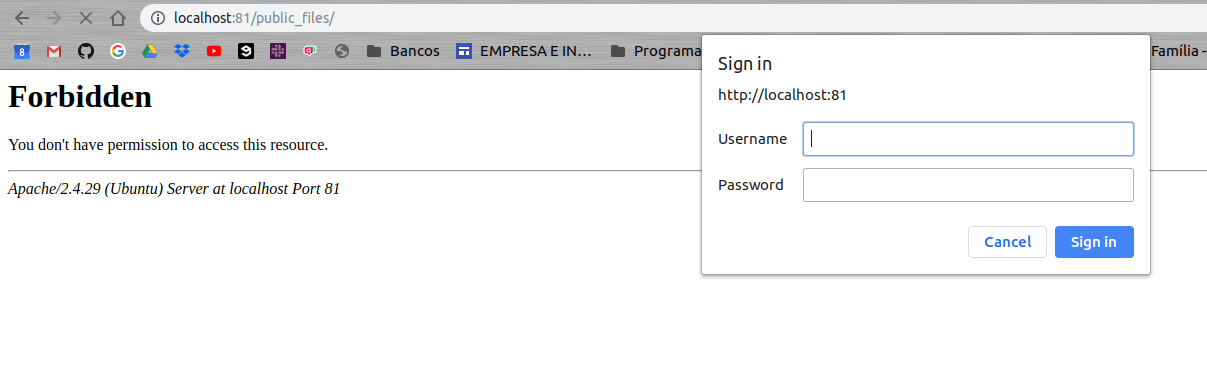 localhost:81/public_files/
8 Bancos EMPRESA E IN… Programa Família -
Sign in
http://localhost:81
Username
Password
Cancel Sign in
Forbidden
You don't have permission to access this resource.
Apache/2.4.29 (Ubuntu) Server at localhost Port 81